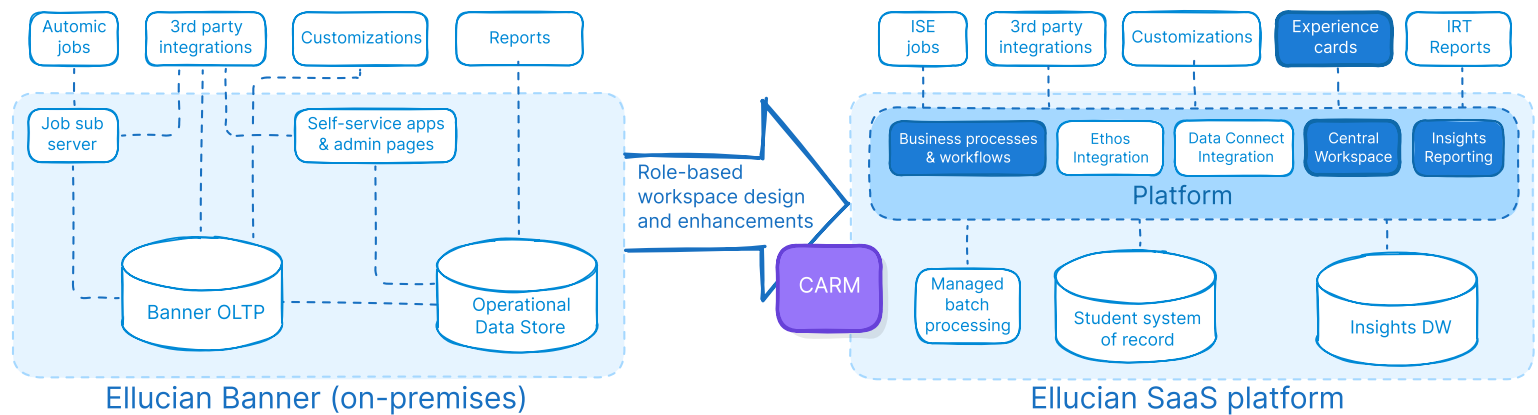 Automic
jobs
3rd party
integrations
Customizations
Reports
Job sub
server
Self-service apps
& admin pages
Banner OLTP
Operational
Data Store
Ellucian Banner (on-premises)
Role-based
workspace design
and enhancements
CARM
ISE
jobs
3rd party
integrations
Customizations
Experience
cards
IRT
Reports
Business processes
& workflows
Ethos
Integration
Data Connect
Integration
Central
Workspace
Insights
Reporting
Platform
Managed
batch
processing
Student system
of record
Insights DW
Ellucian SaaS platform